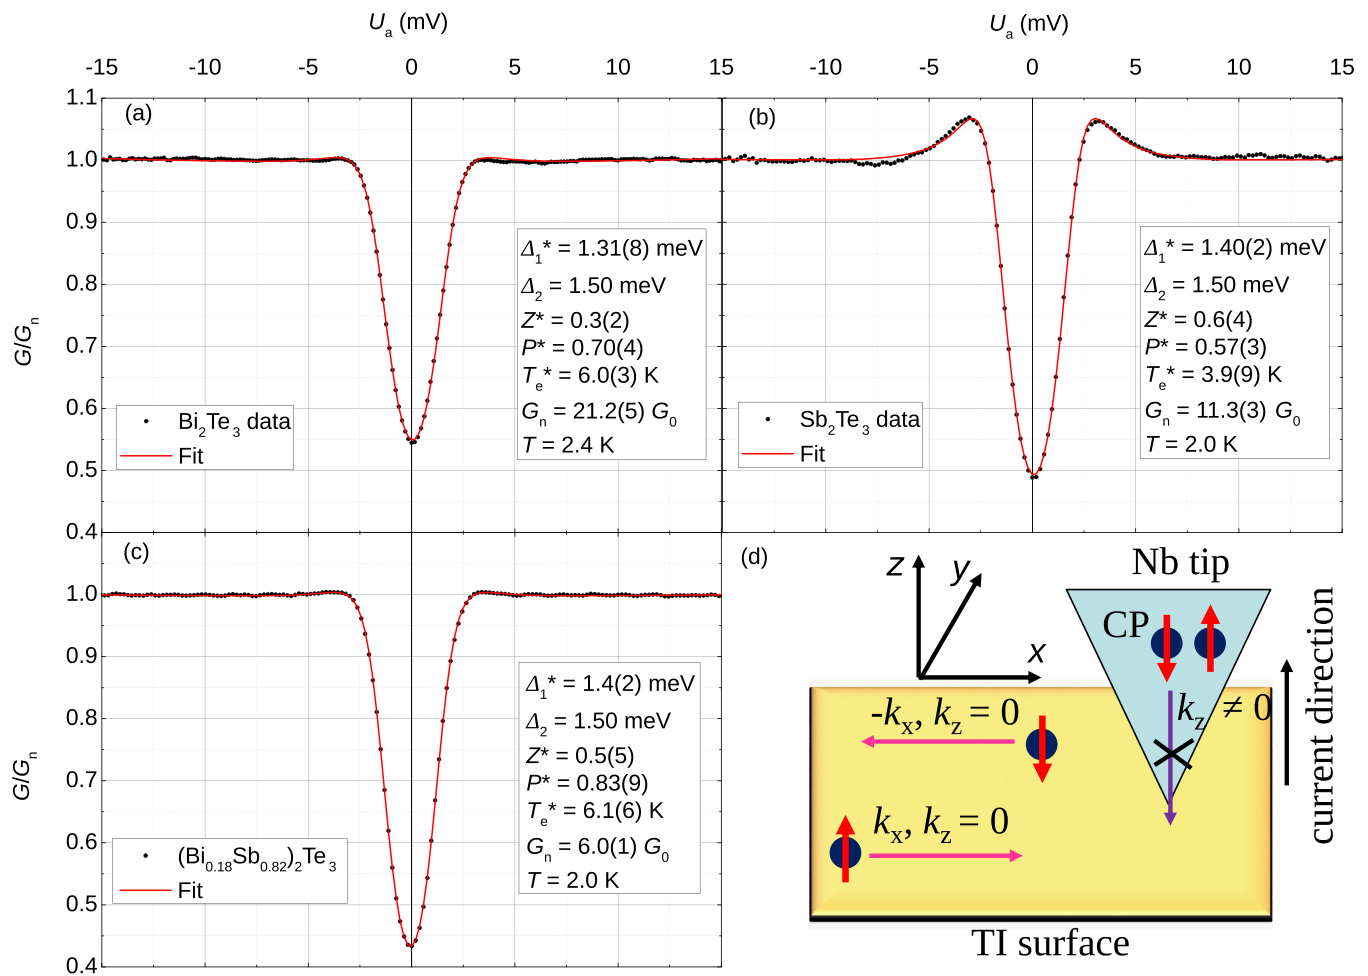 U_a (mV)
-15 -10 -5 0 5 10 15
U_a (mV)
-10 -5 0 5 10 15
(a)
1.1
1.0
0.9
0.8
0.7
0.6
0.5
0.4
G/G_n
Δ_1* = 1.31(8) meV
Δ_2 = 1.50 meV
Z* = 0.3(2)
P* = 0.70(4)
T_e* = 6.0(3) K
G_n = 21.2(5) G_0
T = 2.4 K
Bi_2Te_3 data
Fit
(b)
Δ_1* = 1.40(2) meV
Δ_2 = 1.50 meV
Z* = 0.6(4)
P* = 0.57(3)
T_e* = 3.9(9) K
G_n = 11.3(3) G_0
T = 2.0 K
Sb_2Te_3 data
Fit
(c)
1.0
0.9
0.8
0.7
0.6
0.5
0.4
G/G_n
Δ_1* = 1.4(2) meV
Δ_2 = 1.50 meV
Z* = 0.5(5)
P* = 0.83(9)
T_e* = 6.1(6) K
G_n = 6.0(1) G_0
T = 2.0 K
(Bi_0.18Sb_0.82)_2Te_3
Fit
(d)
z
y
x
Nb tip
CP
k_z ≠ 0
-k_x, k_z = 0
k_x, k_z = 0
current direction
TI surface